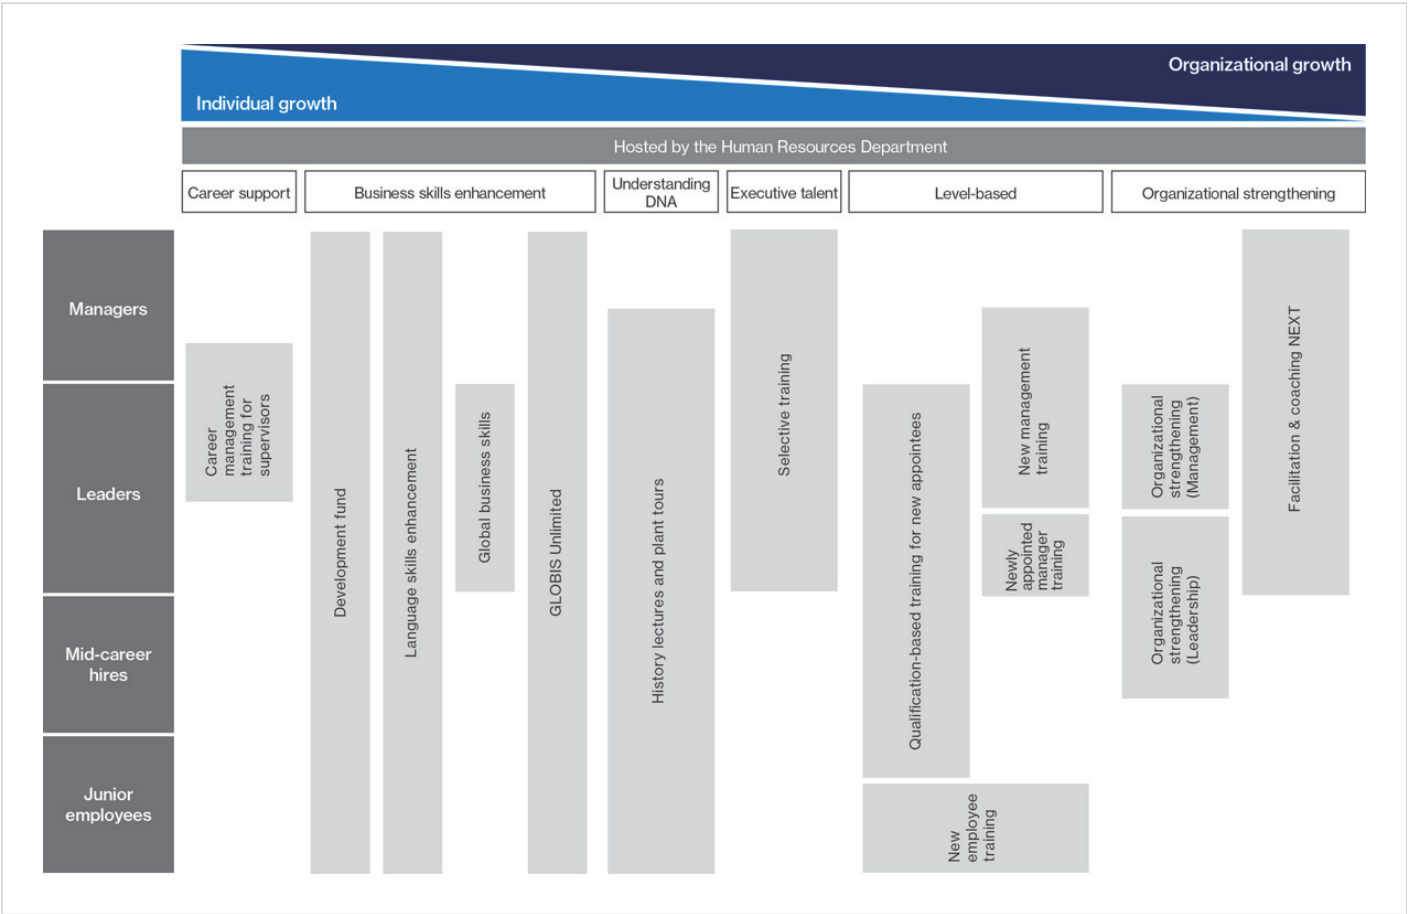 Organizational growth
Individual growth
Hosted by the Human Resources Department
Career support
Business skills enhancement
Understanding
DNA
Executive talent
Level-based
Organizational strengthening
Managers
Leaders
Mid-career
hires
Junior
employees
Career
management
training for
supervisors
Development fund
Language skills enhancement
Global business skills
GLOBIS Unlimited
History lectures and plant tours
Selective training
Qualification-based training for new appointees
New management
training
Newly
appointed
manager
training
New
employee
training
Organizational
strengthening
(Management)
Organizational
strengthening
(Leadership)
Facilitation & coaching NEXT